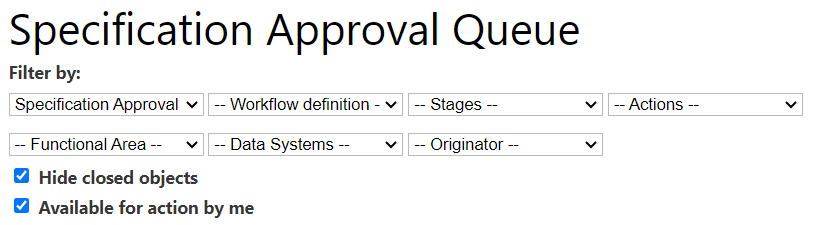 Specification Approval Queue
Filter by:
Specification Approval -- Workflow definition - -- Stages -- -- Actions --
-- Functional Area -- -- Data Systems -- -- Originator --
Hide closed objects
Available for action by me